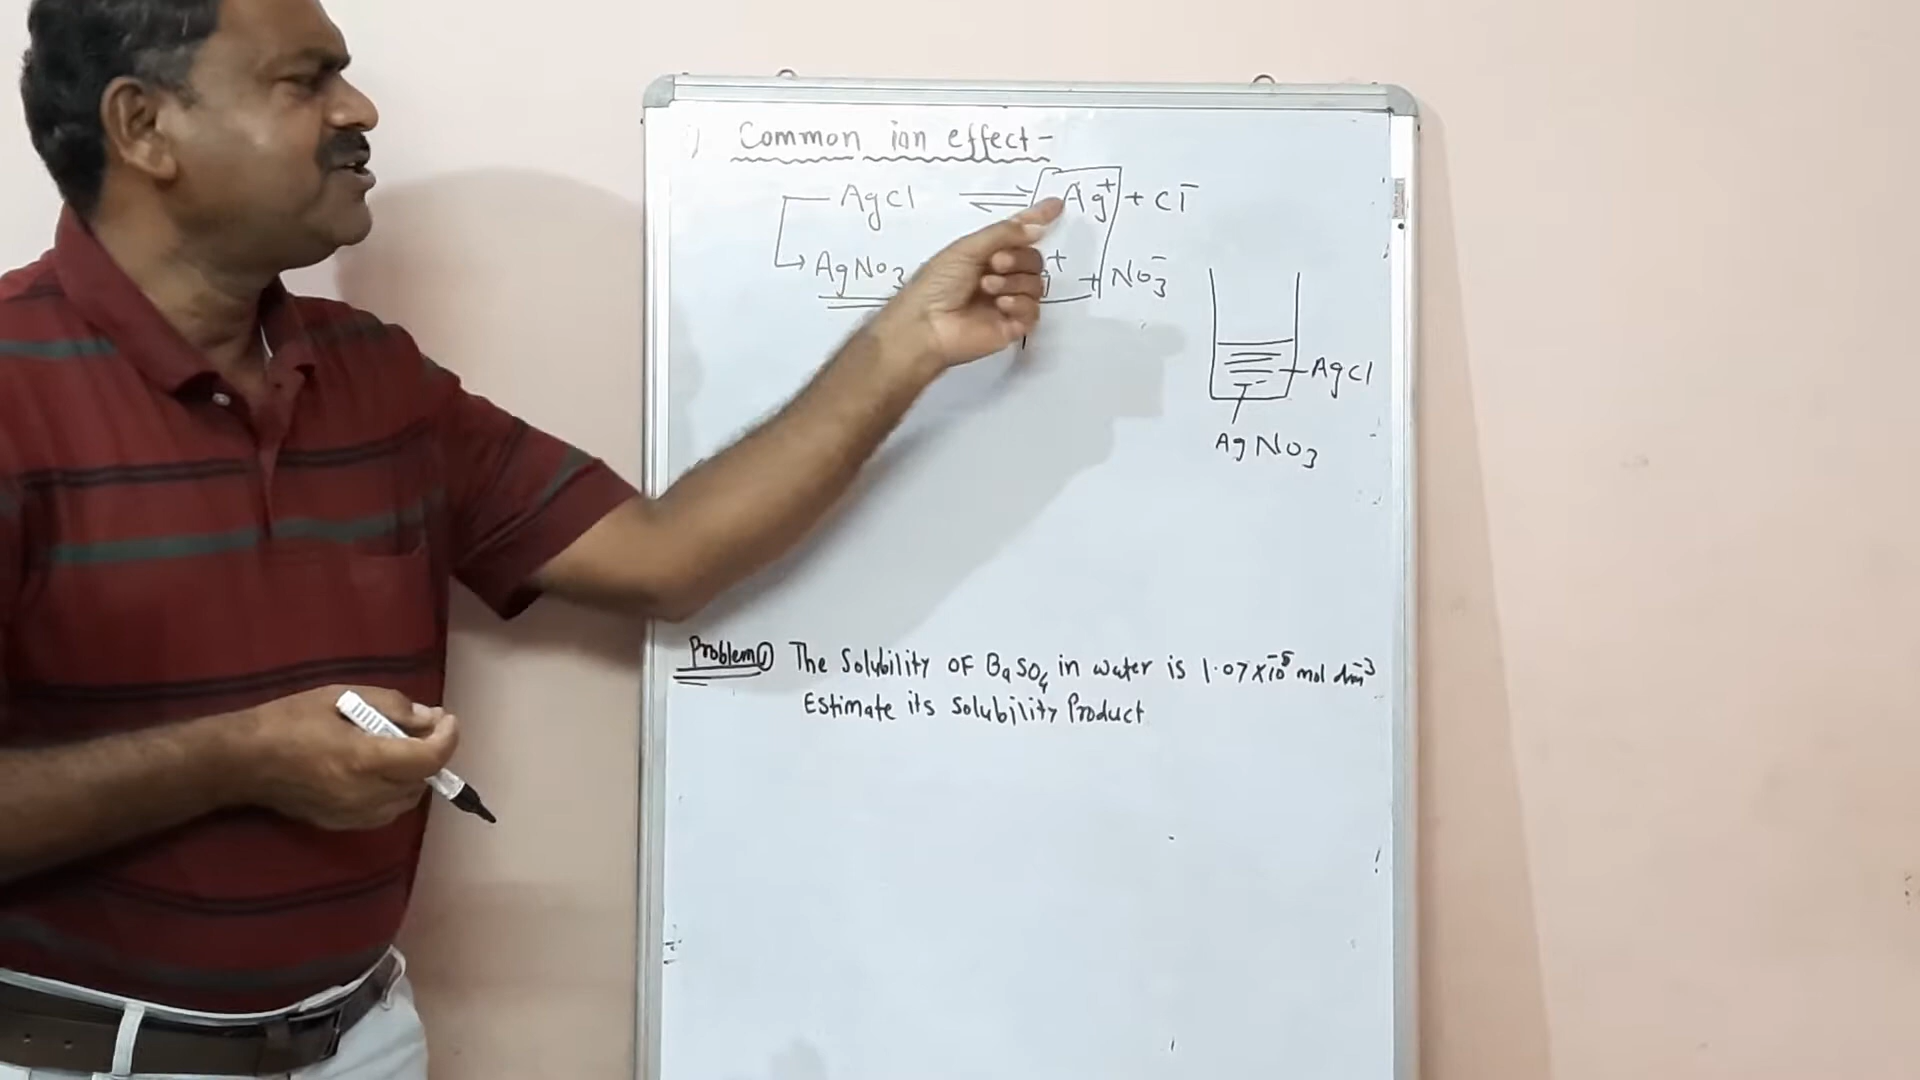 1) Common ion effect-
AgCl ⇌ Ag⁺ + Cl⁻
AgNO₃ g⁺ + NO₃⁻
AgCl
AgNO₃
Problem① The Solubility OF BaSO₄ in water is 1.07×10⁻⁵ mol dm⁻³
Estimate its Solubility Product